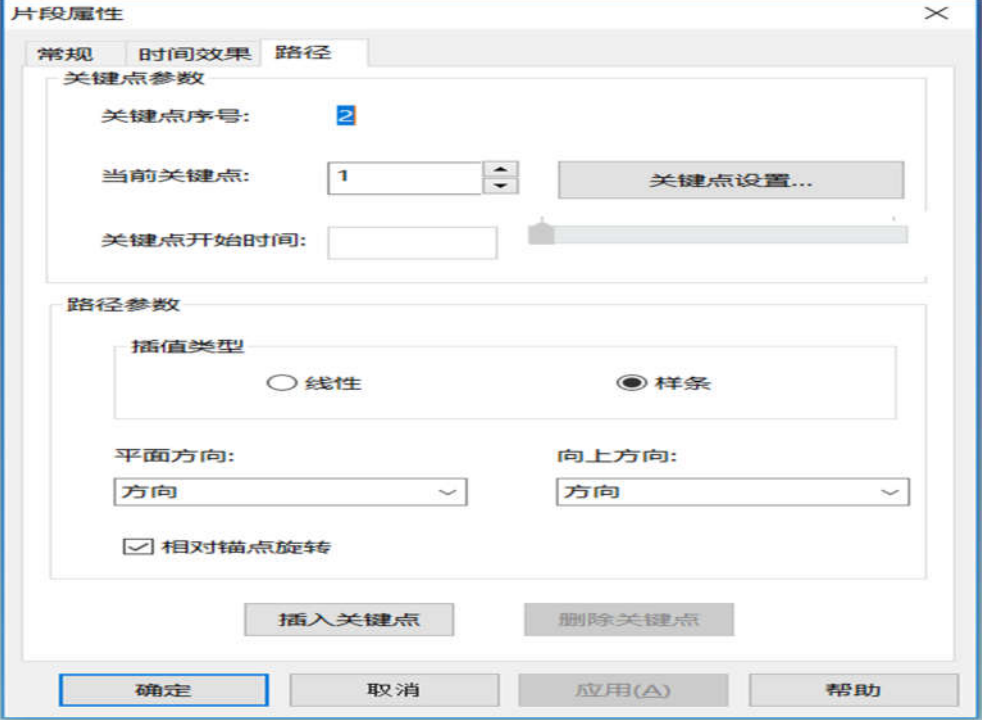 片段属性
常规 时间效果 路径
关键点参数
关键点序号: 2
当前关键点: 1 关键点设置...
关键点开始时间:
路径参数
插值类型
线性 样条
平面方向: 向上方向:
方向 方向
相对锚点旋转
插入关键点 删除关键点
确定 取消 应用(A) 帮助